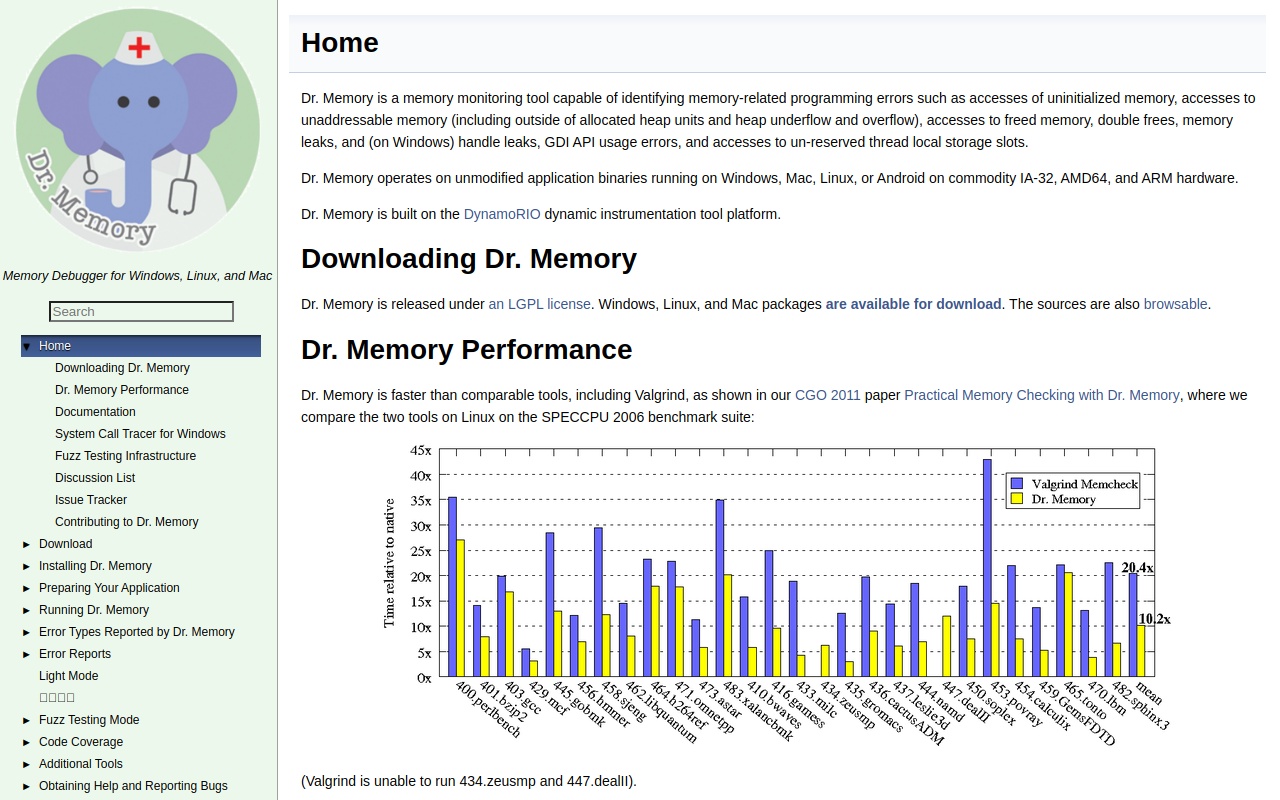 Dr. Memory
Memory Debugger for Windows, Linux, and Mac
Search
Home
Downloading Dr. Memory
Dr. Memory Performance
Documentation
System Call Tracer for Windows
Fuzz Testing Infrastructure
Discussion List
Issue Tracker
Contributing to Dr. Memory
Download
Installing Dr. Memory
Preparing Your Application
Running Dr. Memory
Error Types Reported by Dr. Memory
Error Reports
Light Mode
Fuzz Testing Mode
Code Coverage
Additional Tools
Obtaining Help and Reporting Bugs
Home
Dr. Memory is a memory monitoring tool capable of identifying memory-related programming errors such as accesses of uninitialized memory, accesses to
unaddressable memory (including outside of allocated heap units and heap underflow and overflow), accesses to freed memory, double frees, memory
leaks, and (on Windows) handle leaks, GDI API usage errors, and accesses to un-reserved thread local storage slots.
Dr. Memory operates on unmodified application binaries running on Windows, Mac, Linux, or Android on commodity IA-32, AMD64, and ARM hardware.
Dr. Memory is built on the DynamoRIO dynamic instrumentation tool platform.
Downloading Dr. Memory
Dr. Memory is released under an LGPL license. Windows, Linux, and Mac packages are available for download. The sources are also browsable.
Dr. Memory Performance
Dr. Memory is faster than comparable tools, including Valgrind, as shown in our CGO 2011 paper Practical Memory Checking with Dr. Memory, where we
compare the two tools on Linux on the SPECCPU 2006 benchmark suite:
Time relative to native
45x
40x
35x
30x
25x
20x
15x
10x
5x
0x
Valgrind Memcheck
Dr. Memory
20.4x
10.2x
400.perlbench
401.bzip2
403.gcc
429.mcf
445.gobmk
456.hmmer
458.sjeng
462.libquantum
464.h264ref
471.omnetpp
473.astar
483.xalancbmk
410.bwaves
416.gamess
433.milc
434.zeusmp
435.gromacs
436.cactusADM
437.leslie3d
444.namd
447.dealII
450.soplex
453.povray
454.calculix
459.GemsFDTD
465.tonto
470.lbm
482.sphinx3
mean
(Valgrind is unable to run 434.zeusmp and 447.dealII).